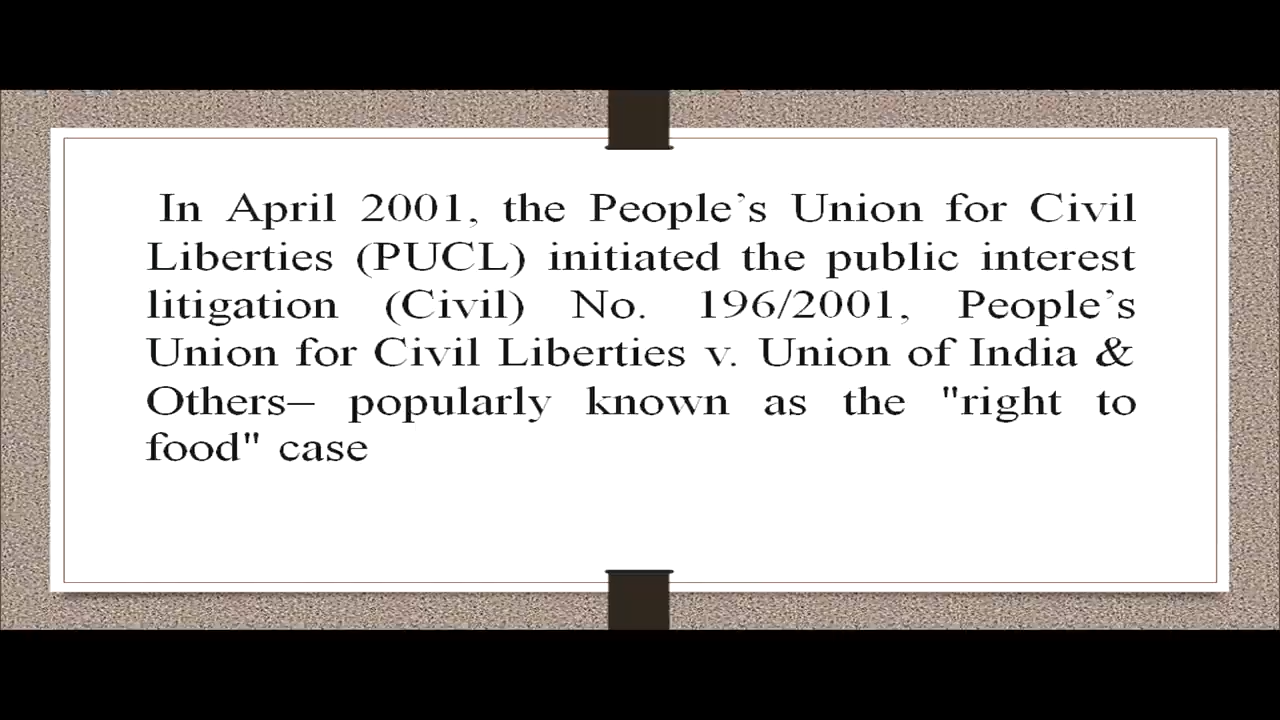 In April 2001, the People’s Union for Civil
Liberties (PUCL) initiated the public interest
litigation (Civil) No. 196/2001, People’s
Union for Civil Liberties v. Union of India &
Others– popularly known as the "right to
food" case